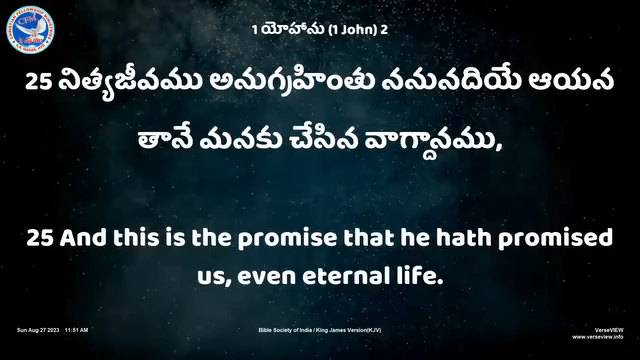 CFM
1 యోహాను (1 John) 2
25 నిత్యజీవము అనుగ్రహింతు ననునదియే ఆయన
తానే మనకు చేసిన వాగ్దానము,
25 And this is the promise that he hath promised
us, even eternal life.
Sun Aug 27 2023 11:51 AM
Bible Society of India / King James Version(KJV)
VerseVIEW
www.verseview.info